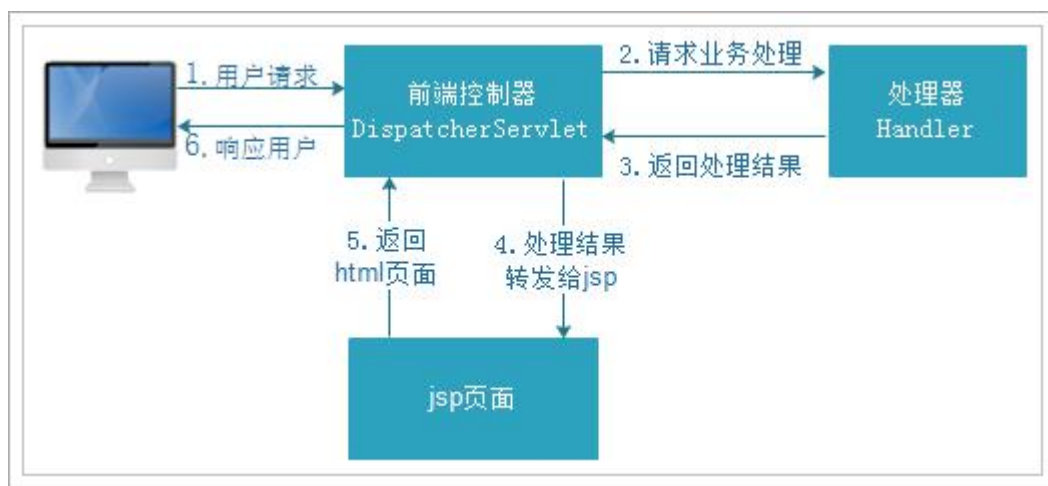 1.用户请求
6.响应用户
前端控制器
DispatcherServlet
2.请求业务处理
3.返回处理结果
处理器
Handler
5.返回
html页面
4.处理结果
转发给jsp
jsp页面